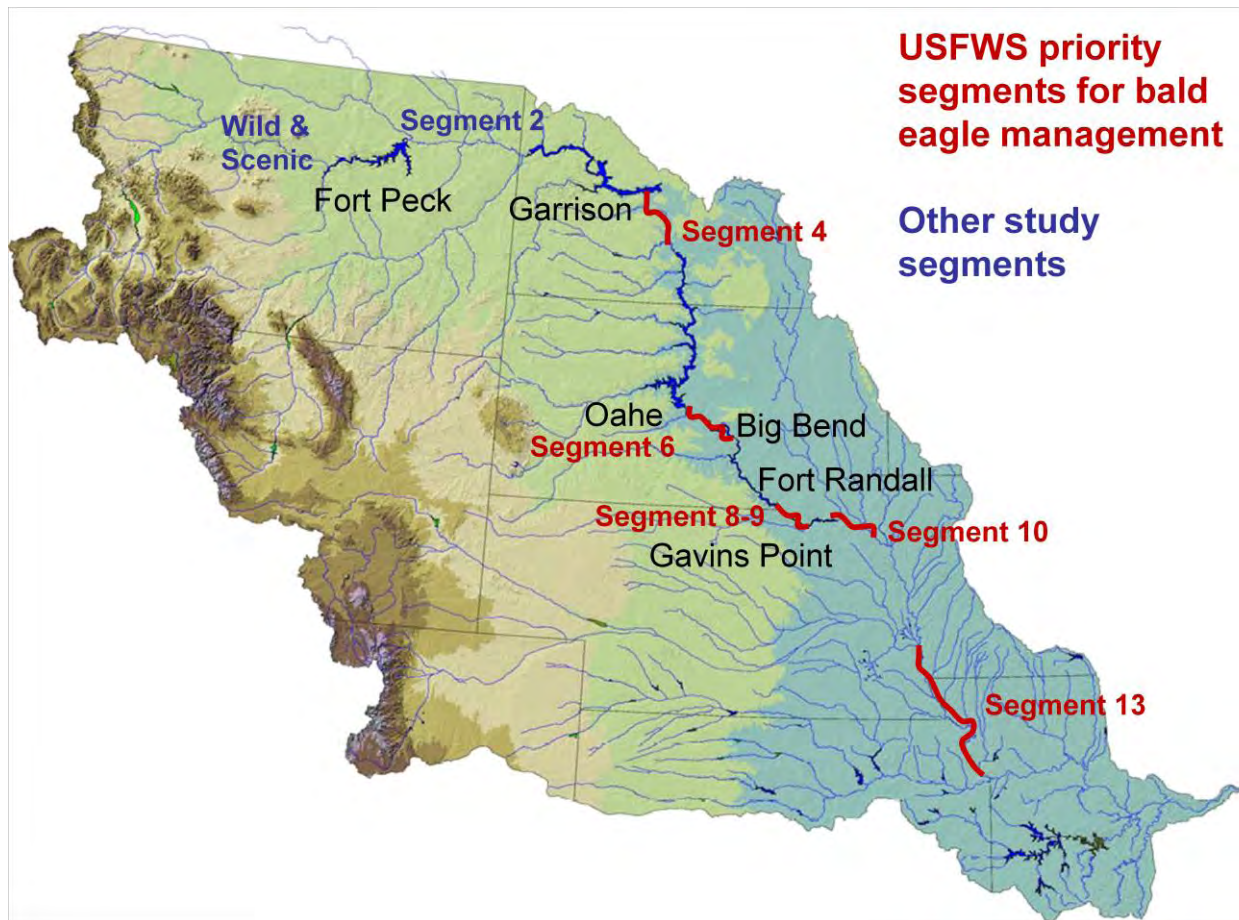 USFWS priority
segments for bald
eagle management
Other study
segments
Wild &
Scenic
Segment 2
Fort Peck
Garrison
Segment 4
Oahe
Big Bend
Segment 6
Fort Randall
Segment 8-9
Segment 10
Gavins Point
Segment 13